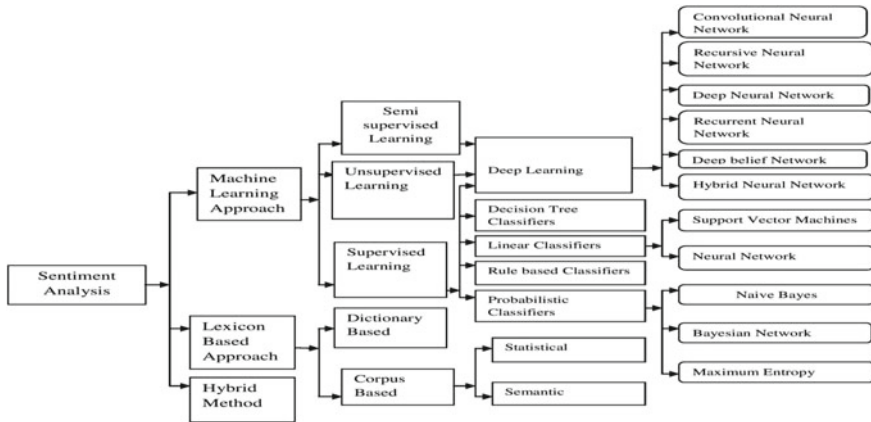 Sentiment
Analysis
Machine
Learning
Approach
Lexicon
Based
Approach
Hybrid
Method
Semi
supervised
Learning
Unsupervised
Learning
Supervised
Learning
Dictionary
Based
Corpus
Based
Deep Learning
Decision Tree
Classifiers
Linear Classifiers
Rule based Classifiers
Probabilistic
Classifiers
Statistical
Semantic
Convolutional Neural
Network
Recursive Neural
Network
Deep Neural Network
Recurrent Neural
Network
Deep belief Network
Hybrid Neural Network
Support Vector Machines
Neural Network
Naive Bayes
Bayesian Network
Maximum Entropy